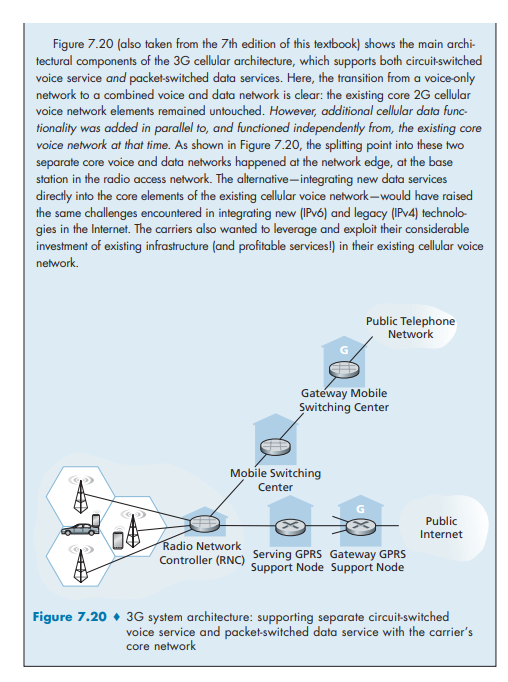 Figure 7.20 (also taken from the 7th edition of this textbook) shows the main archi-
tectural components of the 3G cellular architecture, which supports both circuit-switched
voice service and packet-switched data services. Here, the transition from a voice-only
network to a combined voice and data network is clear: the existing core 2G cellular
voice network elements remained untouched. However, additional cellular data func-
tionality was added in parallel to, and functioned independently from, the existing core
voice network at that time. As shown in Figure 7.20, the splitting point into these two
separate core voice and data networks happened at the network edge, at the base
station in the radio access network. The alternative—integrating new data services
directly into the core elements of the existing cellular voice network—would have raised
the same challenges encountered in integrating new (IPv6) and legacy (IPv4) technolo-
gies in the Internet. The carriers also wanted to leverage and exploit their considerable
investment of existing infrastructure (and profitable services!) in their existing cellular voice
network.
Public Telephone
Network
G
Gateway Mobile
Switching Center
Mobile Switching
Center
G
Public
Internet
Radio Network
Controller (RNC)
Serving GPRS
Support Node
Gateway GPRS
Support Node
Figure 7.20 ♦ 3G system architecture: supporting separate circuit-switched
voice service and packet-switched data service with the carrier’s
core network